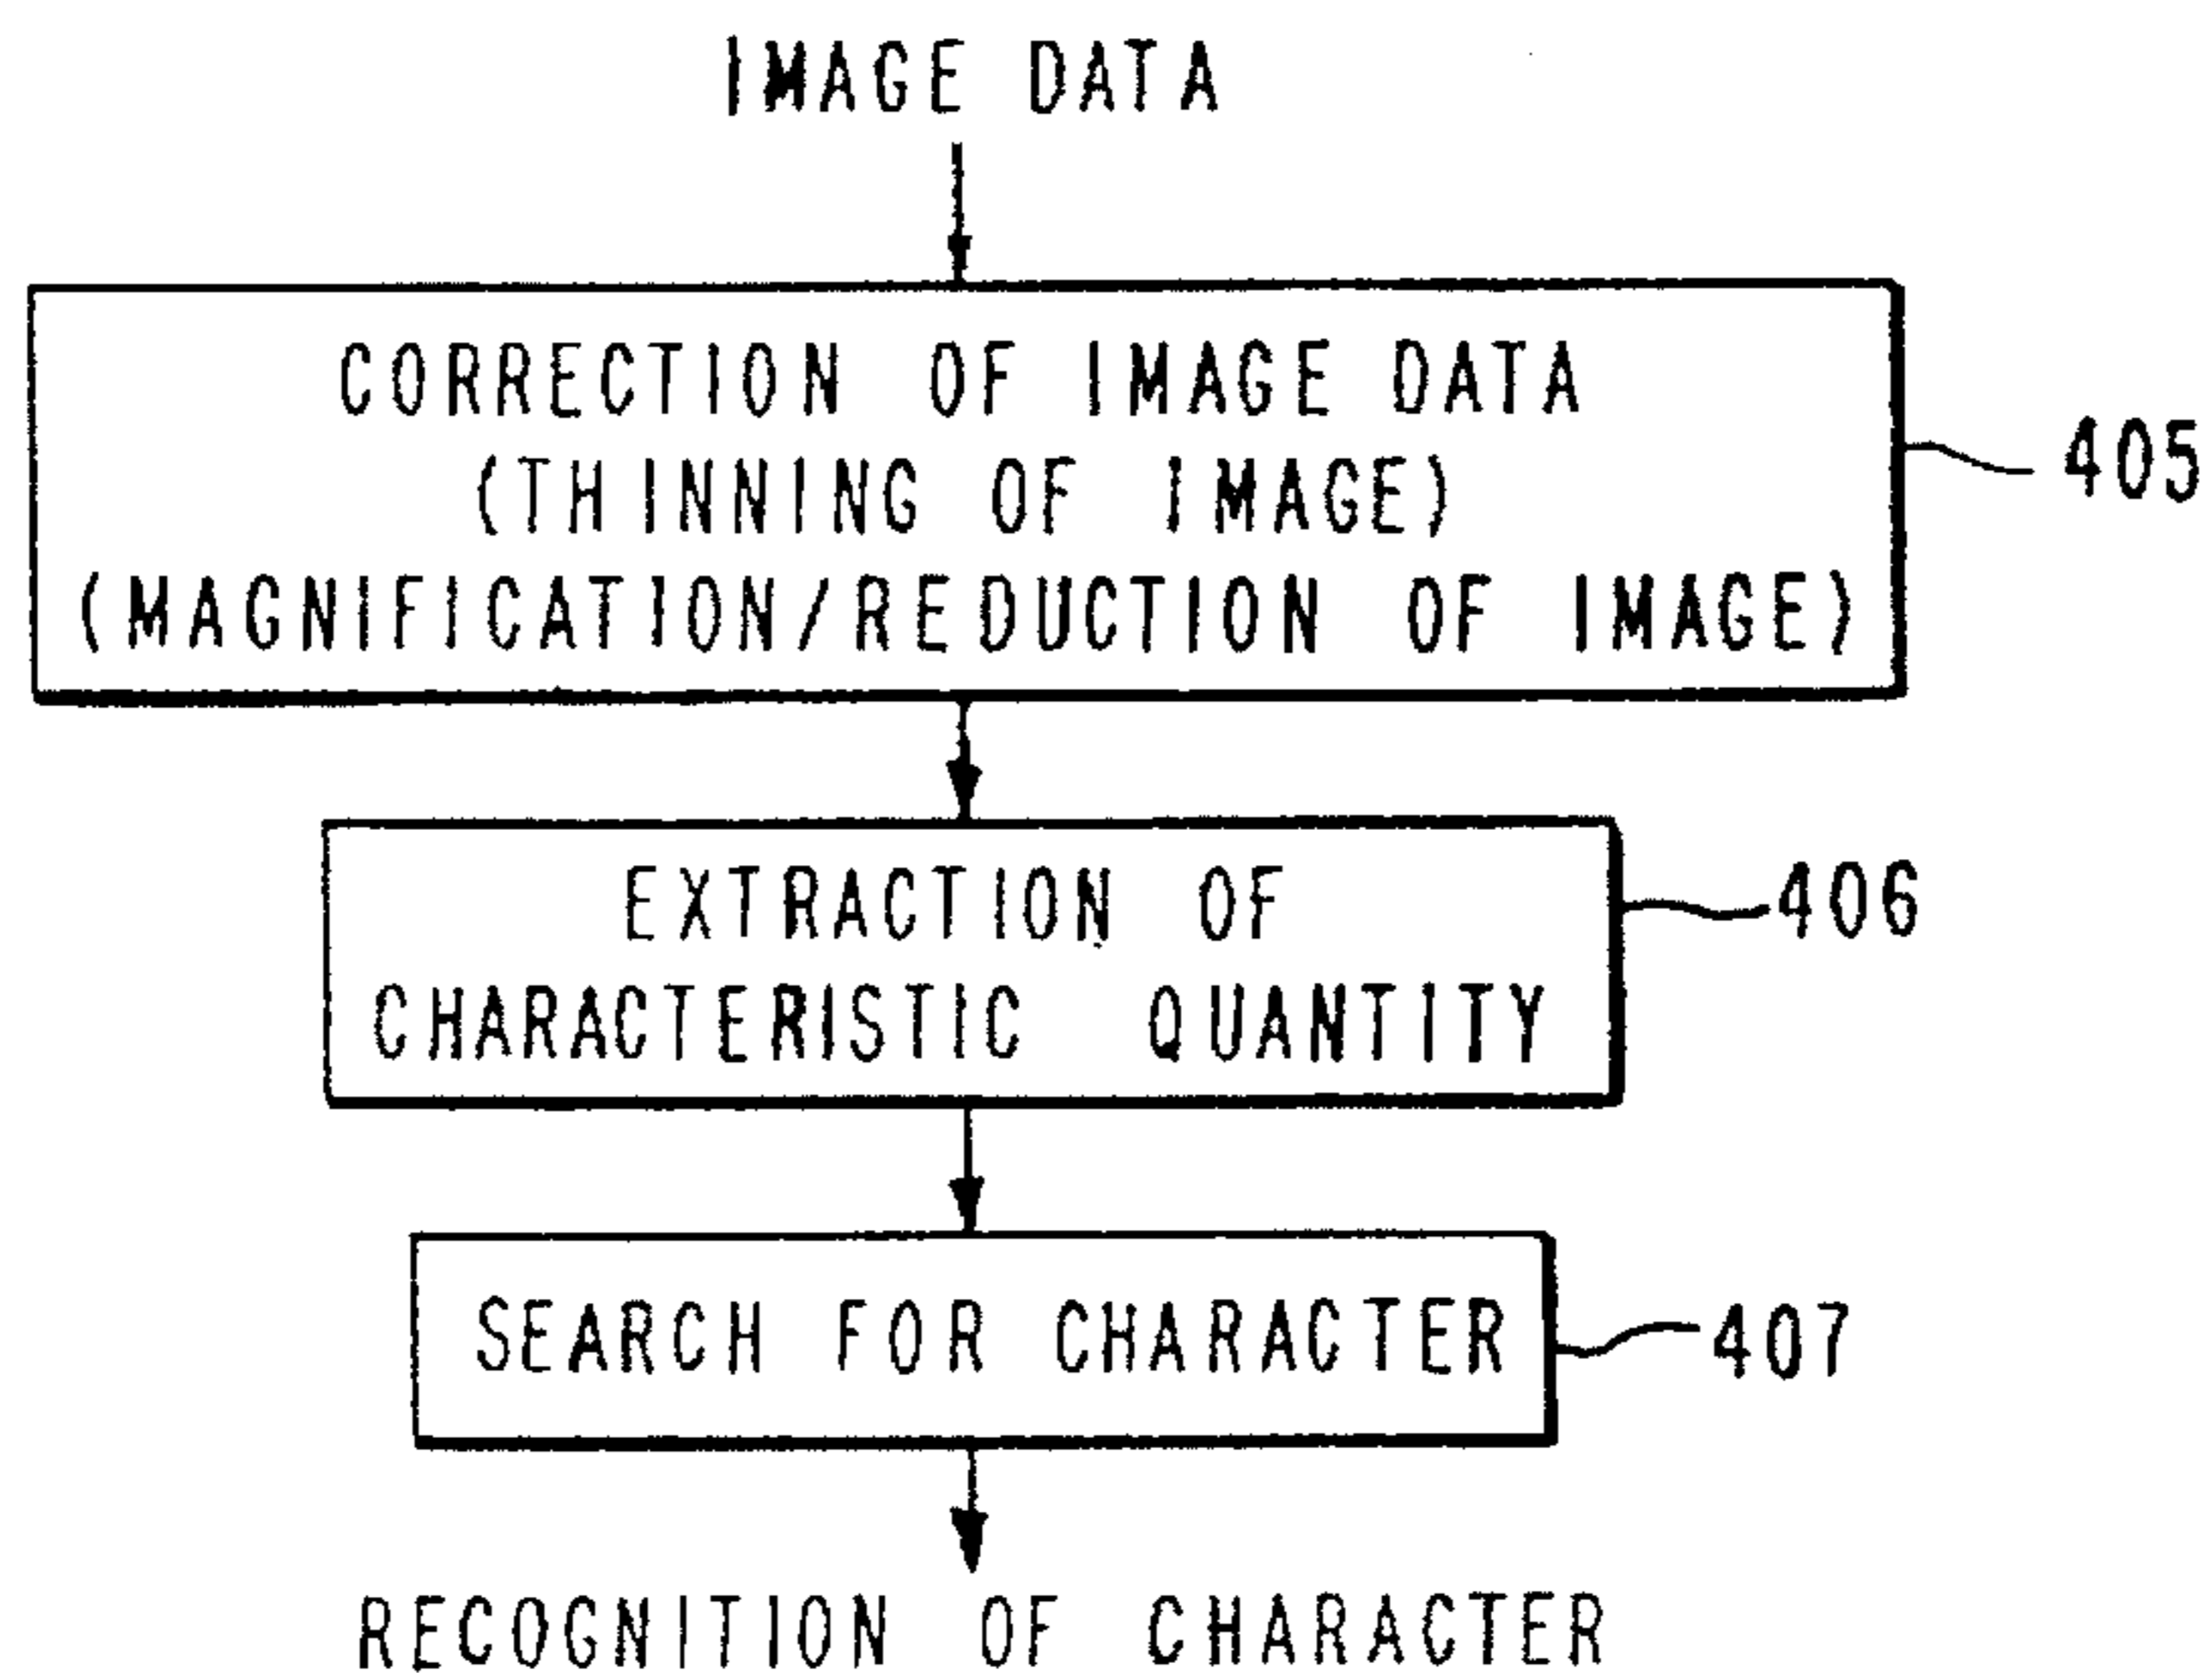 IMAGE DATA
CORRECTION OF IMAGE DATA
(THINNING OF IMAGE)
(MAGNIFICATION/REDUCTION OF IMAGE)
405
EXTRACTION OF
CHARACTERISTIC QUANTITY
406
SEARCH FOR CHARACTER
407
RECOGNITION OF CHARACTER